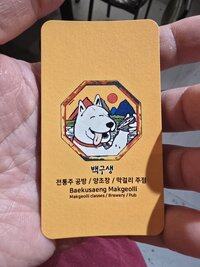 백구생
전통주 공방 / 양조장 / 막걸리 주점
Baekusaeng Makgeolli
Makgeolli classes / Brewery / Pub